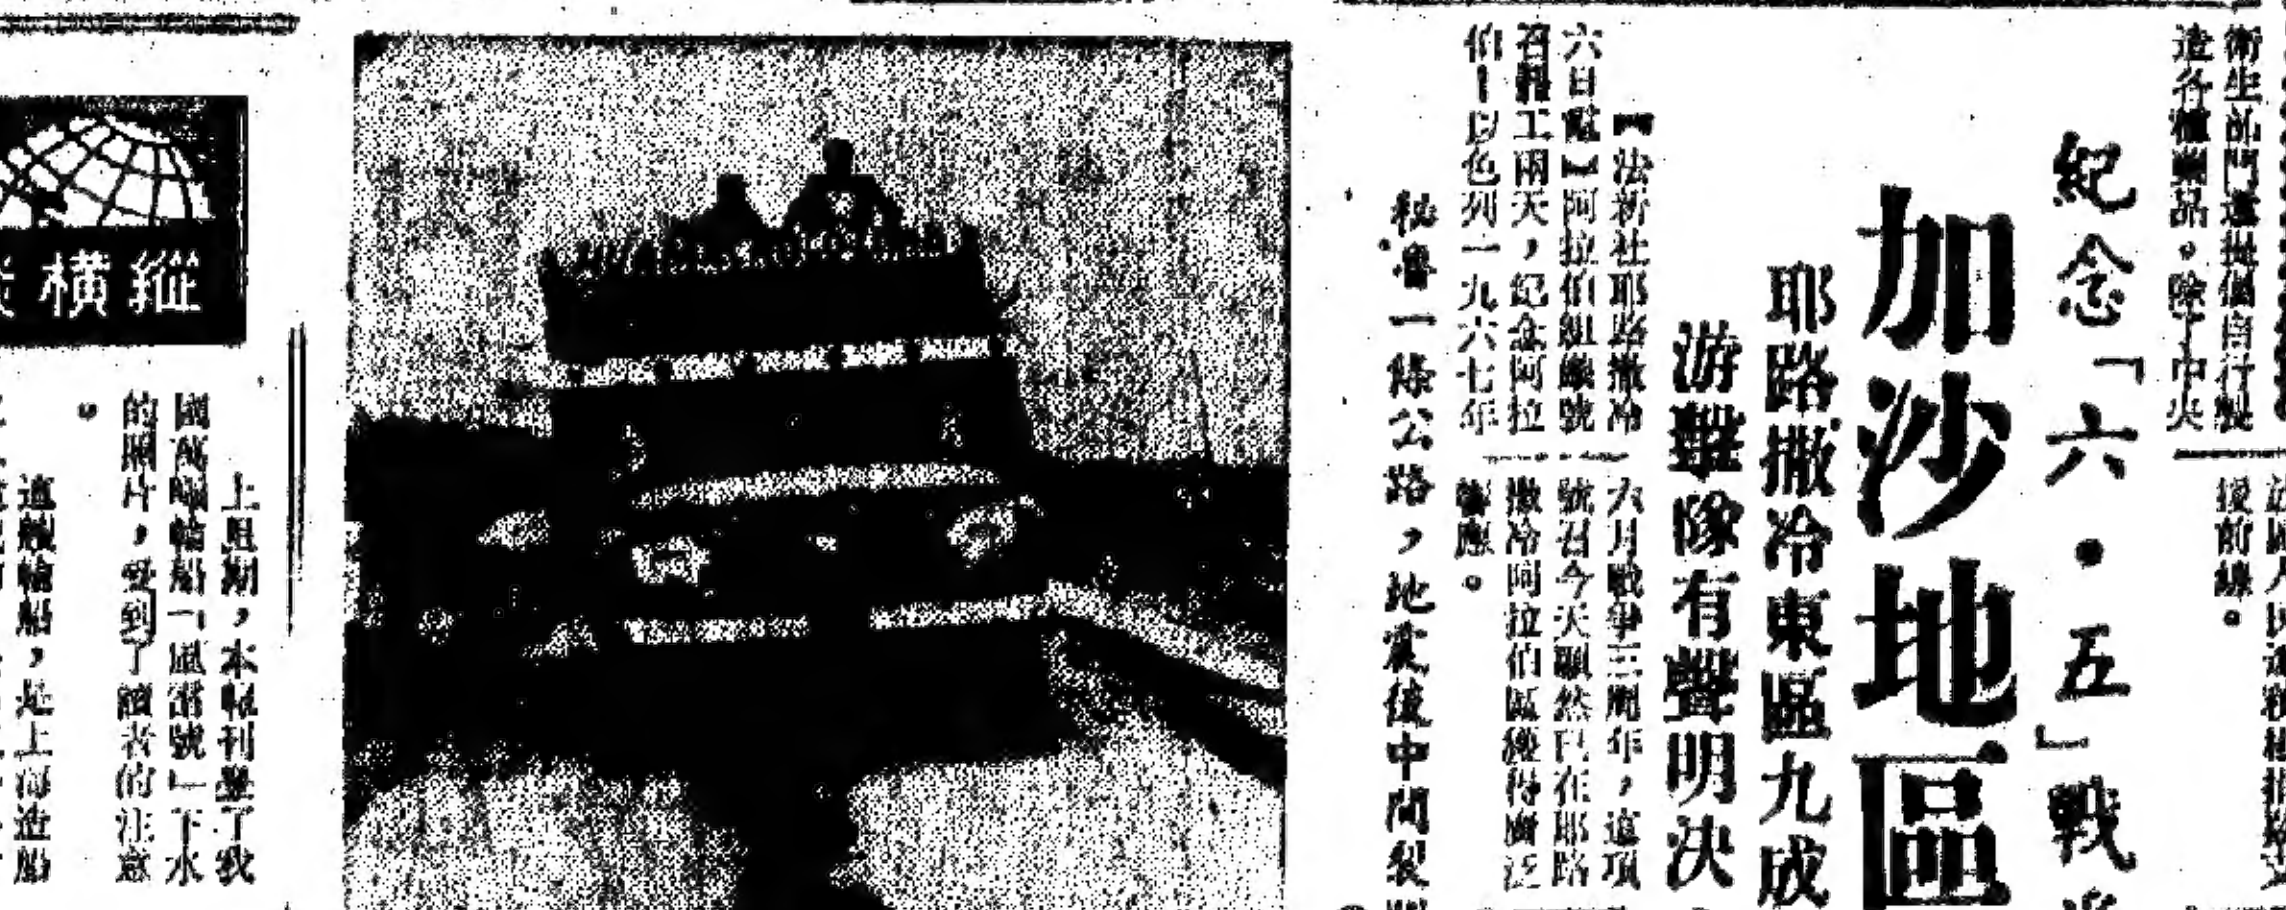 衛生部門還提倡自行製
造各種藥品。除了中央
援前線。
紀念「六・五」戰
加沙地區
耶路撒冷東區九成
游擊隊有聲明決
【法新社耶路撒冷
六日電】阿拉伯組織號
召罷工兩天，紀念阿拉
伯－以色列一九六七年
六月戰爭三周年，這項
號召今天顯然已在耶路
撒冷阿拉伯區獲得廣泛
響應。
秘魯一條公路，地震後中間裂開
縱橫
上星期，本報刊登了我
國萬噸輪船「風雷號」下水
的照片，受到了讀者的注意
。
這艘輪船，是上海造船